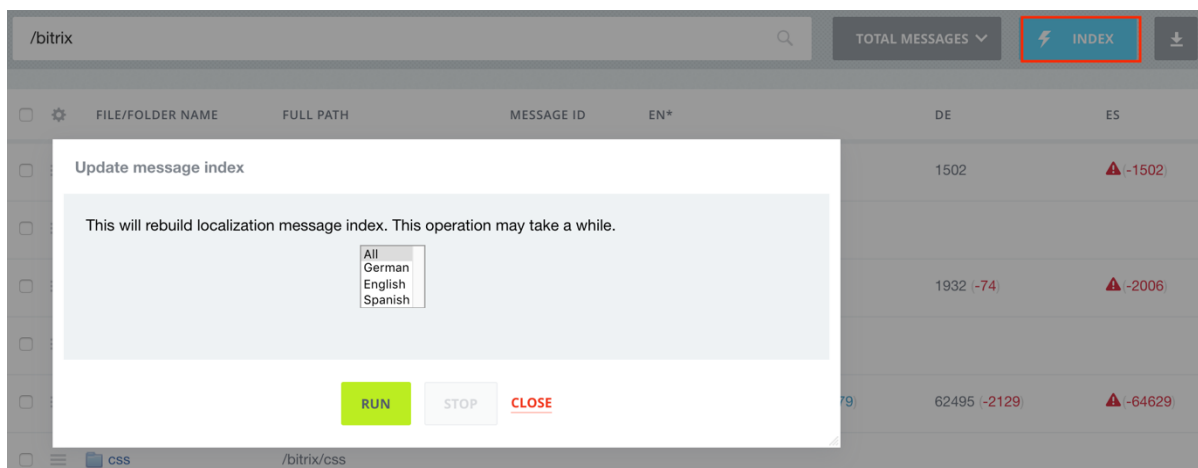 /bitrix
TOTAL MESSAGES
INDEX
FILE/FOLDER NAME FULL PATH MESSAGE ID EN* DE ES
Update message index
1502 (-1502)
This will rebuild localization message index. This operation may take a while.
All
German
English
Spanish
1932 (-74) (-2006)
RUN STOP CLOSE
79) 62495 (-2129) (-64629)
css /bitrix/css